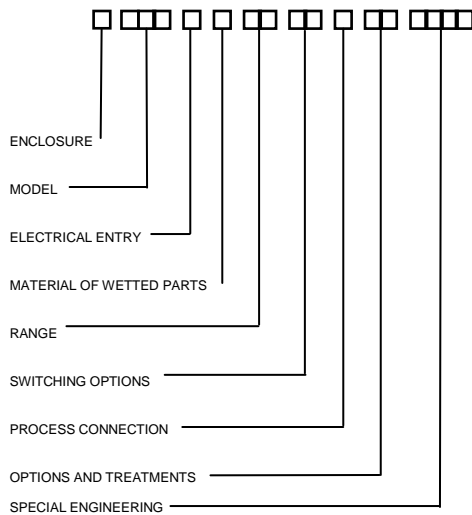 ENCLOSURE
MODEL
ELECTRICAL ENTRY
MATERIAL OF WETTED PARTS
RANGE
SWITCHING OPTIONS
PROCESS CONNECTION
OPTIONS AND TREATMENTS
SPECIAL ENGINEERING